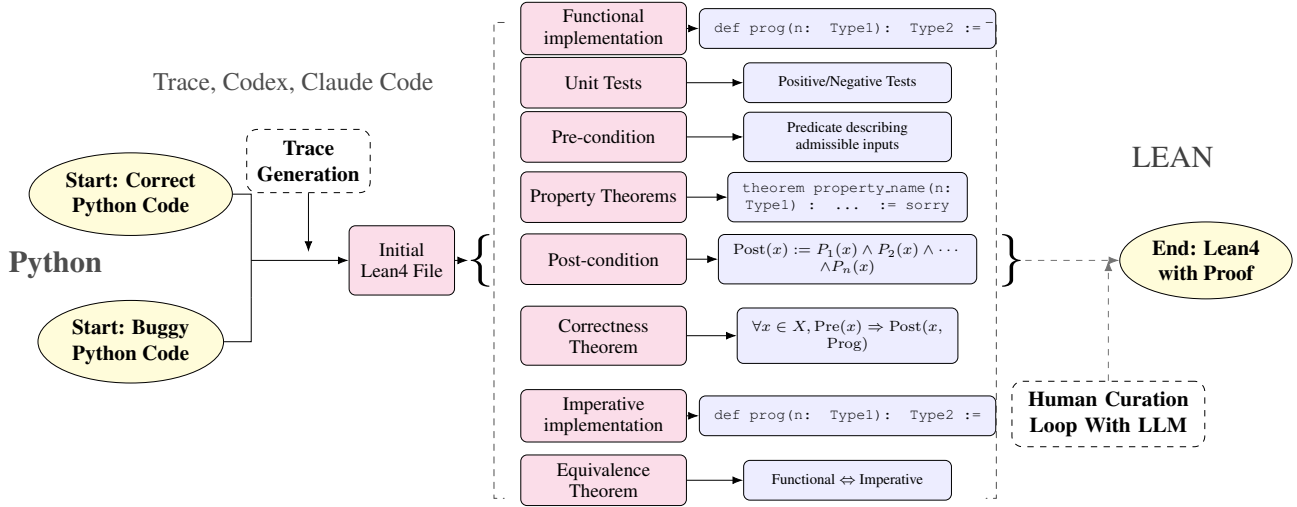 Trace, Codex, Claude Code
Trace
Generation
Start: Correct
Python Code
Python
Start: Buggy
Python Code
Initial
Lean4 File
{
Functional
implementation
def prog(n: Type1): Type2 :=
Unit Tests
Positive/Negative Tests
Pre-condition
Predicate describing
admissible inputs
Property Theorems
theorem property_name(n:
Type1) : ... := sorry
Post-condition
Post(x) := P₁(x) ∧ P₂(x) ∧ ···
∧Pₙ(x)
Correctness
Theorem
∀x ∈ X, Pre(x) ⇒ Post(x,
Prog)
Imperative
implementation
def prog(n: Type1): Type2 :=
Equivalence
Theorem
Functional ⇔ Imperative
}
LEAN
End: Lean4
with Proof
Human Curation
Loop With LLM